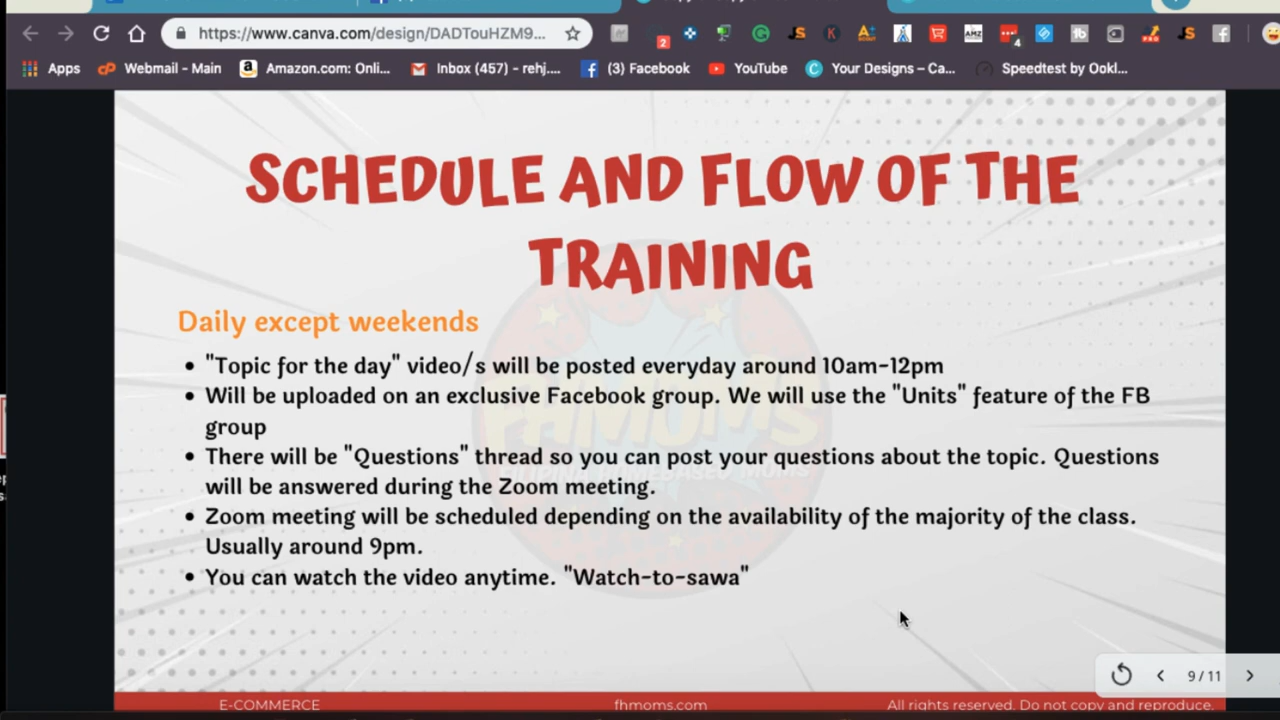 https://www.canva.com/design/DADTouHZM9...
2
4
Apps
Webmail - Main
Amazon.com: Onli...
Inbox (457) - rehj....
(3) Facebook
YouTube
Your Designs – Ca...
Speedtest by Ookl...
SCHEDULE AND FLOW OF THE
TRAINING
Daily except weekends
• "Topic for the day" video/s will be posted everyday around 10am-12pm
• Will be uploaded on an exclusive Facebook group. We will use the "Units" feature of the FB
group
• There will be "Questions" thread so you can post your questions about the topic. Questions
will be answered during the Zoom meeting.
• Zoom meeting will be scheduled depending on the availability of the majority of the class.
Usually around 9pm.
• You can watch the video anytime. "Watch-to-sawa"
FHMOMS
FILIPINA HOMEBASED MOMS
9/11
E-COMMERCE
fhmoms.com
All rights reserved. Do not copy and reproduce.